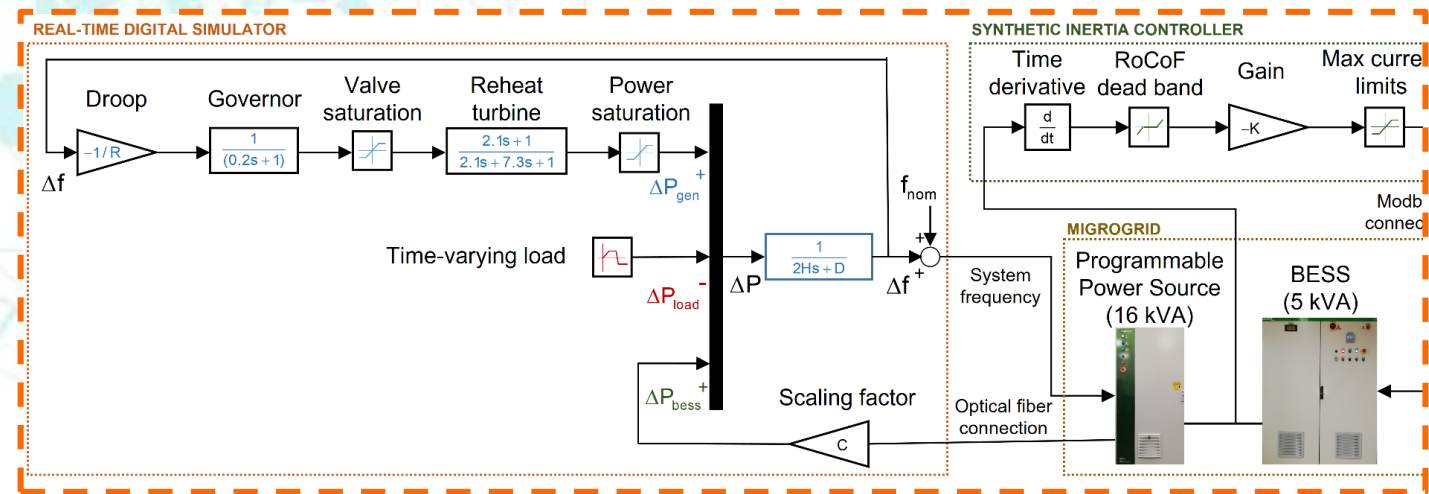 REAL-TIME DIGITAL SIMULATOR
Droop
Governor
Valve
saturation
Reheat
turbine
Power
saturation
−1/R
1
(0.2s+1)
2.1s+1
2.1s+7.3s+1
Δf
ΔPgen
+
Time-varying load
ΔPload
-
ΔP
1
2Hs+D
Δf
fnom
+
+
ΔPbess
+
Scaling factor
C
System
frequency
Optical fiber
connection
SYNTHETIC INERTIA CONTROLLER
Time
derivative
RoCoF
dead band
Gain
Max curre
limits
d
dt
−K
Modb
connec
MIGROGRID
Programmable
Power Source
(16 kVA)
BESS
(5 kVA)